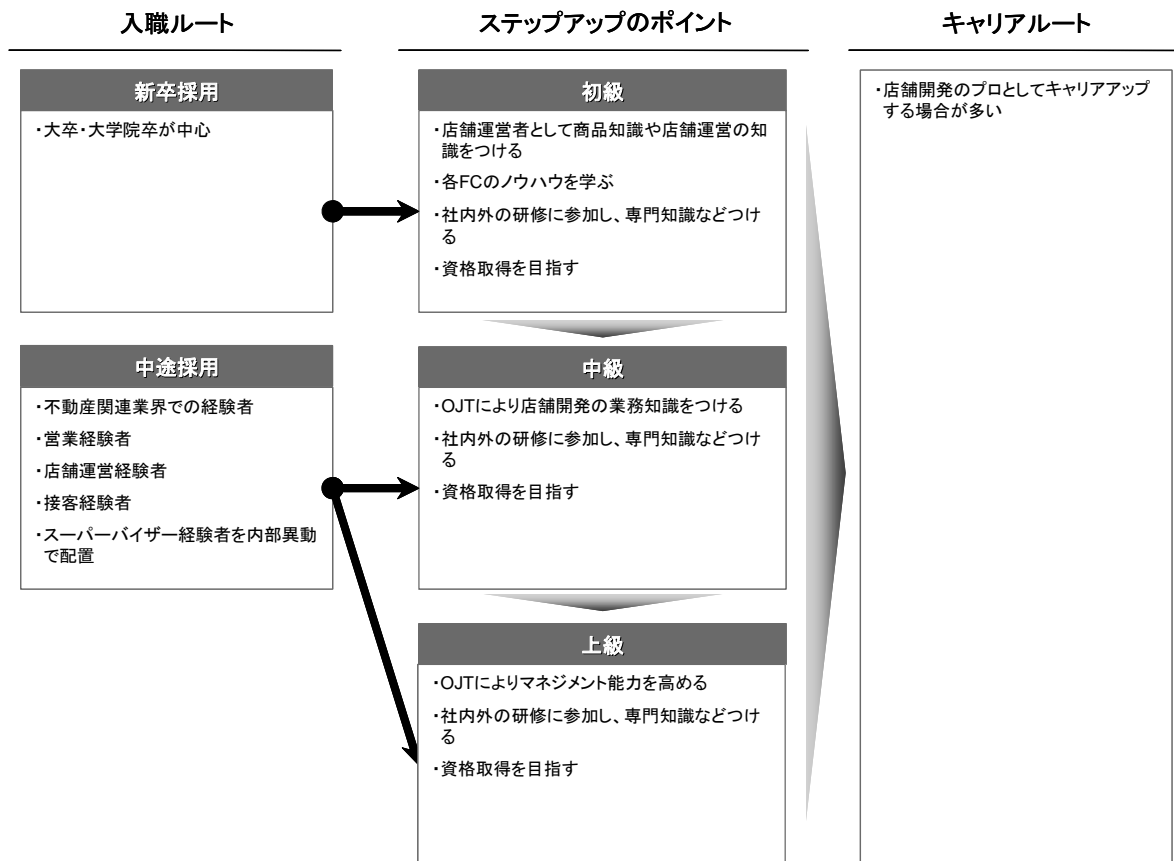 入職ルート
ステップアップのポイント
キャリアルート
新卒採用
・大卒・大学院卒が中心
初級
・店舗運営者として商品知識や店舗運営の知
識をつける
・各FCのノウハウを学ぶ
・社内外の研修に参加し、専門知識などつけ
る
・資格取得を目指す
・店舗開発のプロとしてキャリアアップ
する場合が多い
中途採用
・不動産関連業界での経験者
・営業経験者
・店舗運営経験者
・接客経験者
・スーパーバイザー経験者を内部異動
で配置
中級
・OJTにより店舗開発の業務知識をつける
・社内外の研修に参加し、専門知識などつけ
る
・資格取得を目指す
上級
・OJTによりマネジメント能力を高める
・社内外の研修に参加し、専門知識などつけ
る
・資格取得を目指す